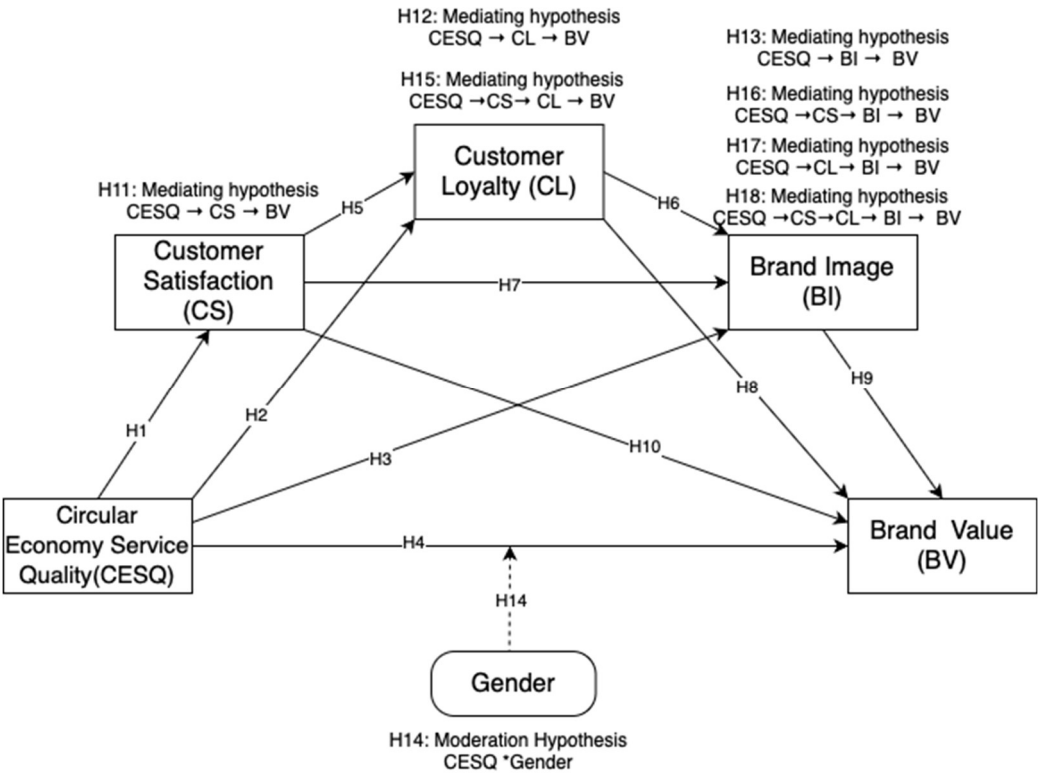 H12: Mediating hypothesis
CESQ → CL → BV
H13: Mediating hypothesis
CESQ → BI → BV
H15: Mediating hypothesis
CESQ →CS→ CL → BV
H16: Mediating hypothesis
CESQ →CS→ BI → BV
H17: Mediating hypothesis
CESQ →CL→ BI → BV
H18: Mediating hypothesis
CESQ →CS→CL→ BI → BV
Customer
Loyalty (CL)
H11: Mediating hypothesis
CESQ → CS → BV
H5
H6
Customer
Satisfaction
(CS)
Brand Image
(BI)
H7
H1
H2
H3
H8
H9
H10
Circular
Economy Service
Quality(CESQ)
H4
Brand Value
(BV)
H14
Gender
H14: Moderation Hypothesis
CESQ *Gender